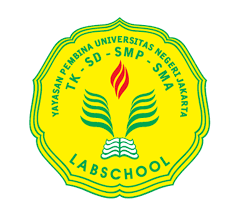 YAYASAN PEMBINA UNIVERSITAS NEGERI JAKARTA
TK - SD - SMP - SMA
LABSCHOOL